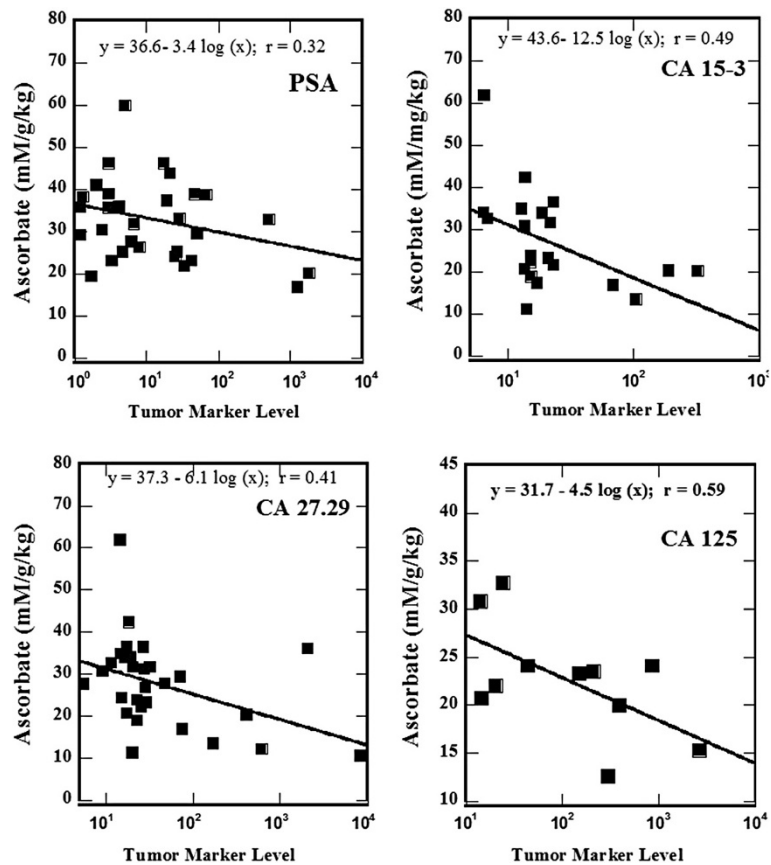 y = 36.6- 3.4 log (x); r = 0.32
PSA
Ascorbate (mM/g/kg)
80
70
60
50
40
30
20
10
0
10⁰ 10¹ 10² 10³ 10⁴
Tumor Marker Level
y = 43.6- 12.5 log (x); r = 0.49
CA 15-3
Ascorbate (mM/mg/kg)
80
70
60
50
40
30
20
10
0
10¹ 10² 10³
Tumor Marker Level
y = 37.3 - 6.1 log (x); r = 0.41
CA 27.29
Ascorbate (mM/g/kg)
80
70
60
50
40
30
20
10
0
10¹ 10² 10³ 10⁴
Tumor Marker Level
y = 31.7 - 4.5 log (x); r = 0.59
CA 125
Ascorbate (mM/g/kg)
45
40
35
30
25
20
15
10
10¹ 10² 10³ 10⁴
Tumor Marker Level